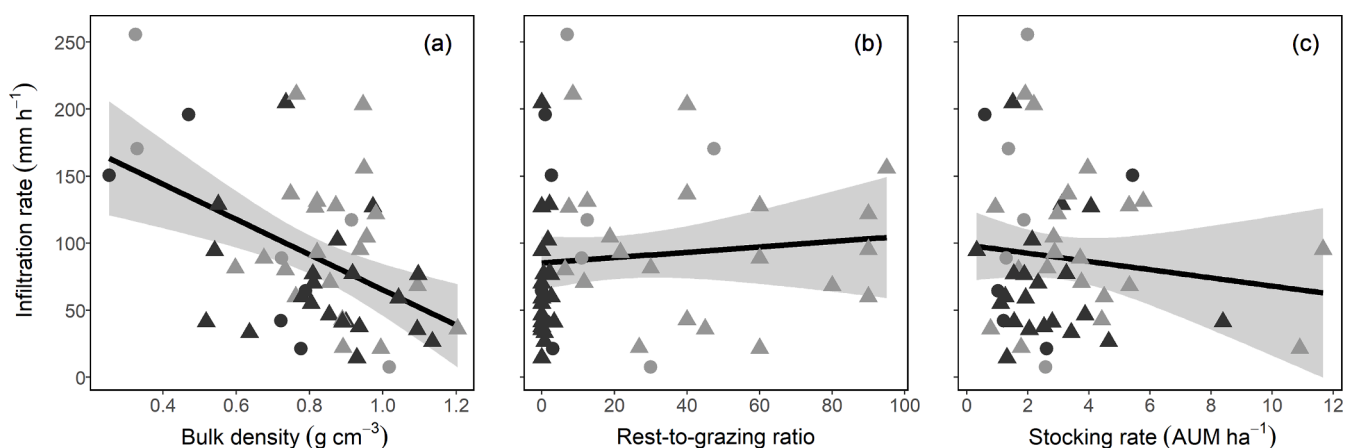 (a)
(b)
(c)
Infiltration rate (mm h⁻¹)
250
200
150
100
50
0
0.4 0.6 0.8 1.0 1.2
0 20 40 60 80 100
0 2 4 6 8 10 12
Bulk density (g cm⁻³)
Rest-to-grazing ratio
Stocking rate (AUM ha⁻¹)